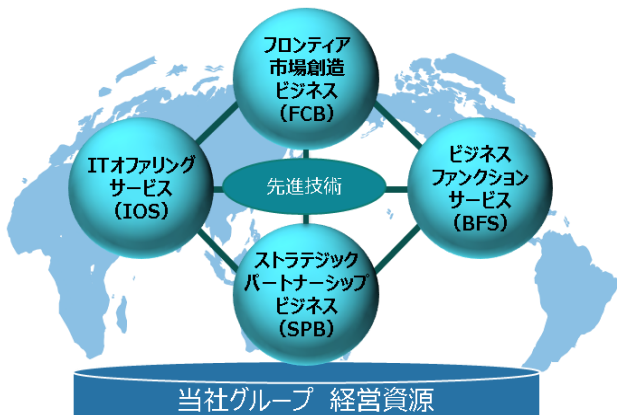 フロンティア
市場創造
ビジネス
(FCB)
ITオファリング
サービス
(IOS)
先進技術
ビジネス
ファンクション
サービス
(BFS)
ストラテジック
パートナーシップ
ビジネス
(SPB)
当社グループ 経営資源